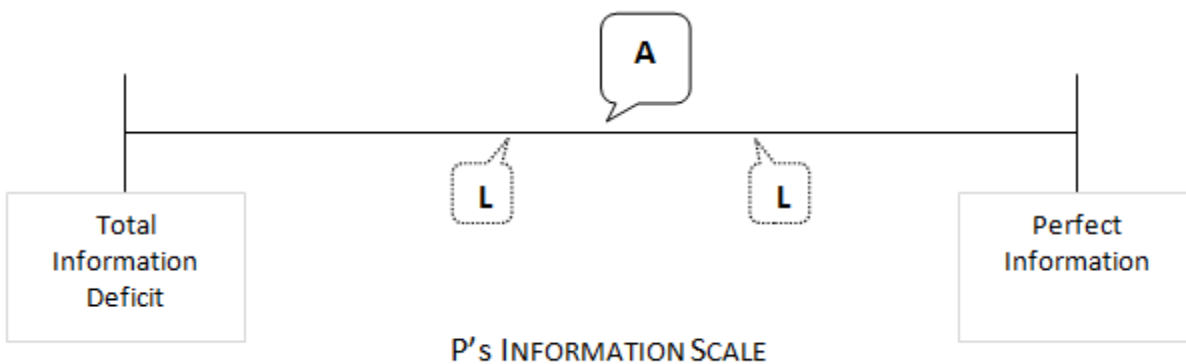 A
L
L
Total
Information
Deficit
Perfect
Information
P's INFORMATION SCALE